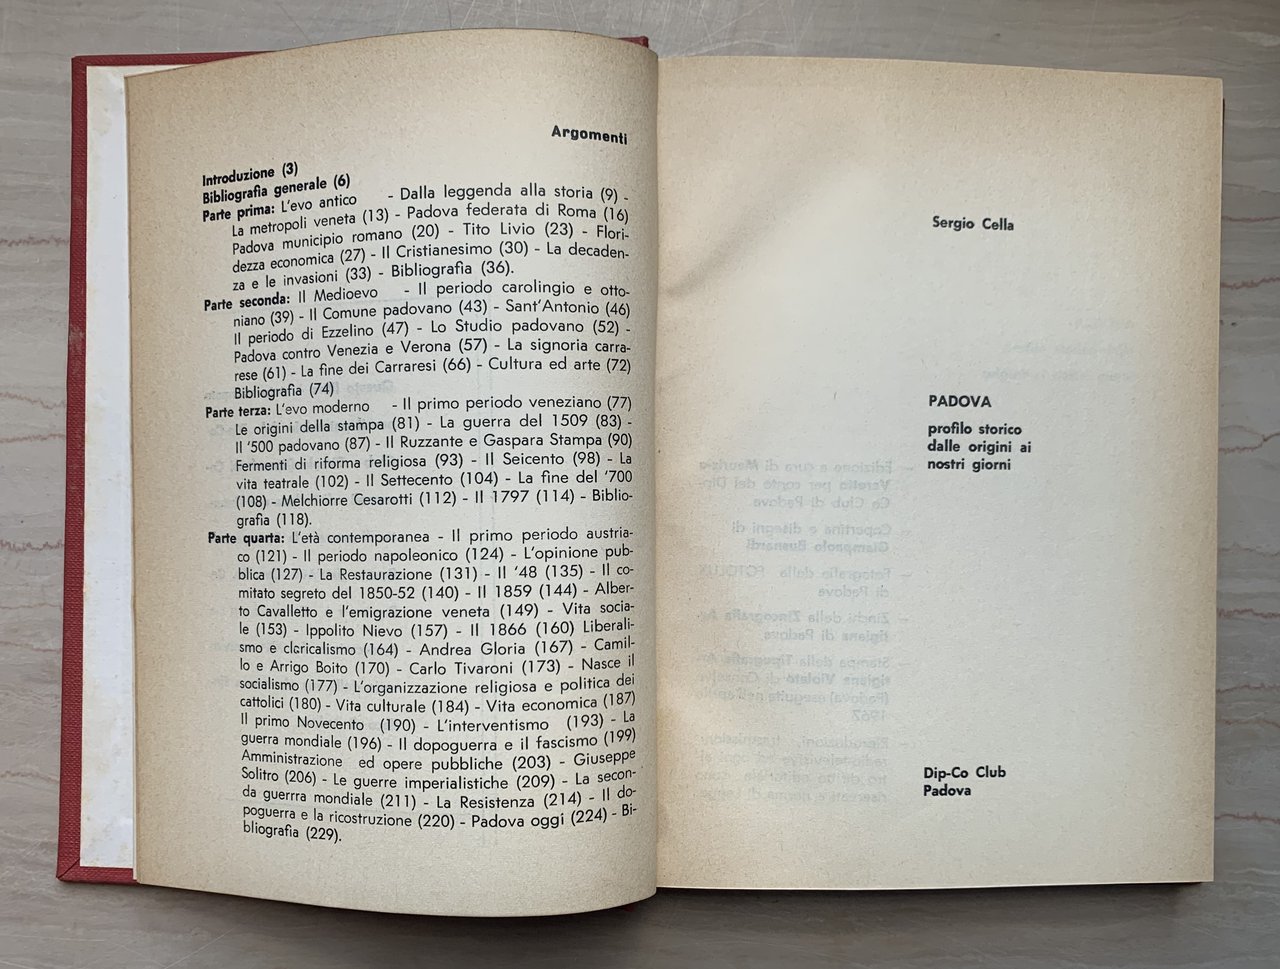 Argomenti
Introduzione (3)
Bibliografia generale (6)
Parte prima: L'evo antico - Dalla leggenda alla storia (9) -
La metropoli veneta (13) - Padova federata di Roma (16)
Padova municipio romano (20) - Tito Livio (23) - Flori-
dezza economica (27) - Il Cristianesimo (30) - La decaden-
za e le invasioni (33) - Bibliografia (36).
Parte seconda: Il Medioevo - Il periodo carolingio e otto-
niano (39) - Il Comune padovano (43) - Sant'Antonio (46)
Il periodo di Ezzelino (47) - Lo Studio padovano (52) -
Padova contro Venezia e Verona (57) - La signoria carra-
rese (61) - La fine dei Carraresi (66) - Cultura ed arte (72)
Bibliografia (74)
Parte terza: L'evo moderno - Il primo periodo veneziano (77)
Le origini della stampa (81) - La guerra del 1509 (83) -
Il '500 padovano (87) - Il Ruzzante e Gaspara Stampa (90)
Fermenti di riforma religiosa (93) - Il Seicento (98) - La
vita teatrale (102) - Il Settecento (104) - La fine del '700
(108) - Melchiorre Cesarotti (112) - Il 1797 (114) - Biblio-
grafia (118).
Parte quarta: L'età contemporanea - Il primo periodo austria-
co (121) - Il periodo napoleonico (124) - L'opinione pub-
blica (127) - La Restaurazione (131) - Il '48 (135) - Il co-
mitato segreto del 1850-52 (140) - Il 1859 (144) - Alber-
to Cavalletto e l'emigrazione veneta (149) - Vita socia-
le (153) - Ippolito Nievo (157) - Il 1866 (160) Liberali-
smo e clericalismo (164) - Andrea Gloria (167) - Camil-
lo e Arrigo Boito (170) - Carlo Tivaroni (173) - Nasce il
socialismo (177) - L'organizzazione religiosa e politica dei
cattolici (180) - Vita culturale (184) - Vita economica (187)
Il primo Novecento (190) - L'interventismo (193) - La
guerra mondiale (196) - Il dopoguerra e il fascismo (199)
Amministrazione ed opere pubbliche (203) - Giuseppe
Solitro (206) - Le guerre imperialistiche (209) - La secon-
da guerrra mondiale (211) - La Resistenza (214) - Il do-
poguerra e la ricostruzione (220) - Padova oggi (224) - Bi-
bliografia (229).
Sergio Cella
PADOVA
profilo storico
dalle origini ai
nostri giorni
Dip-Co Club
Padova